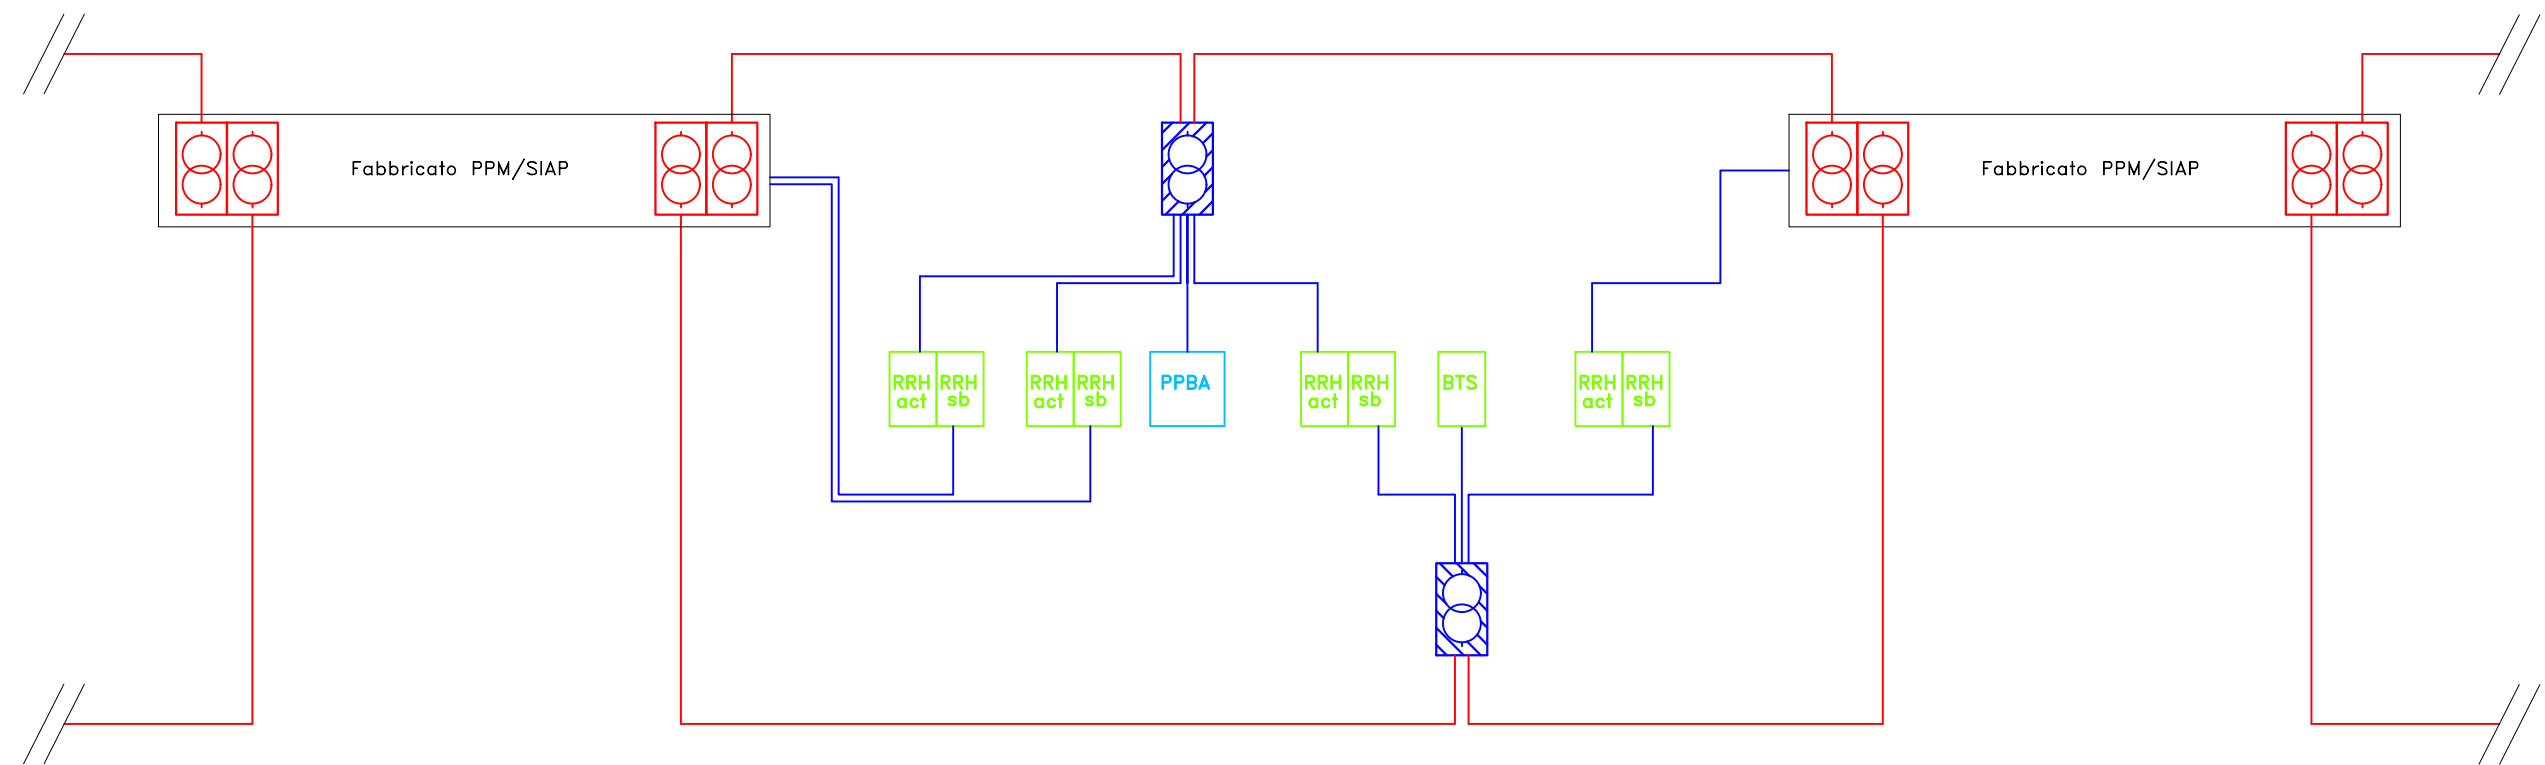 Fabbricato PPM/SIAP
Fabbricato PPM/SIAP
RRH act
RRH sb
RRH act
RRH sb
PPBA
RRH act
RRH sb
BTS
RRH act
RRH sb